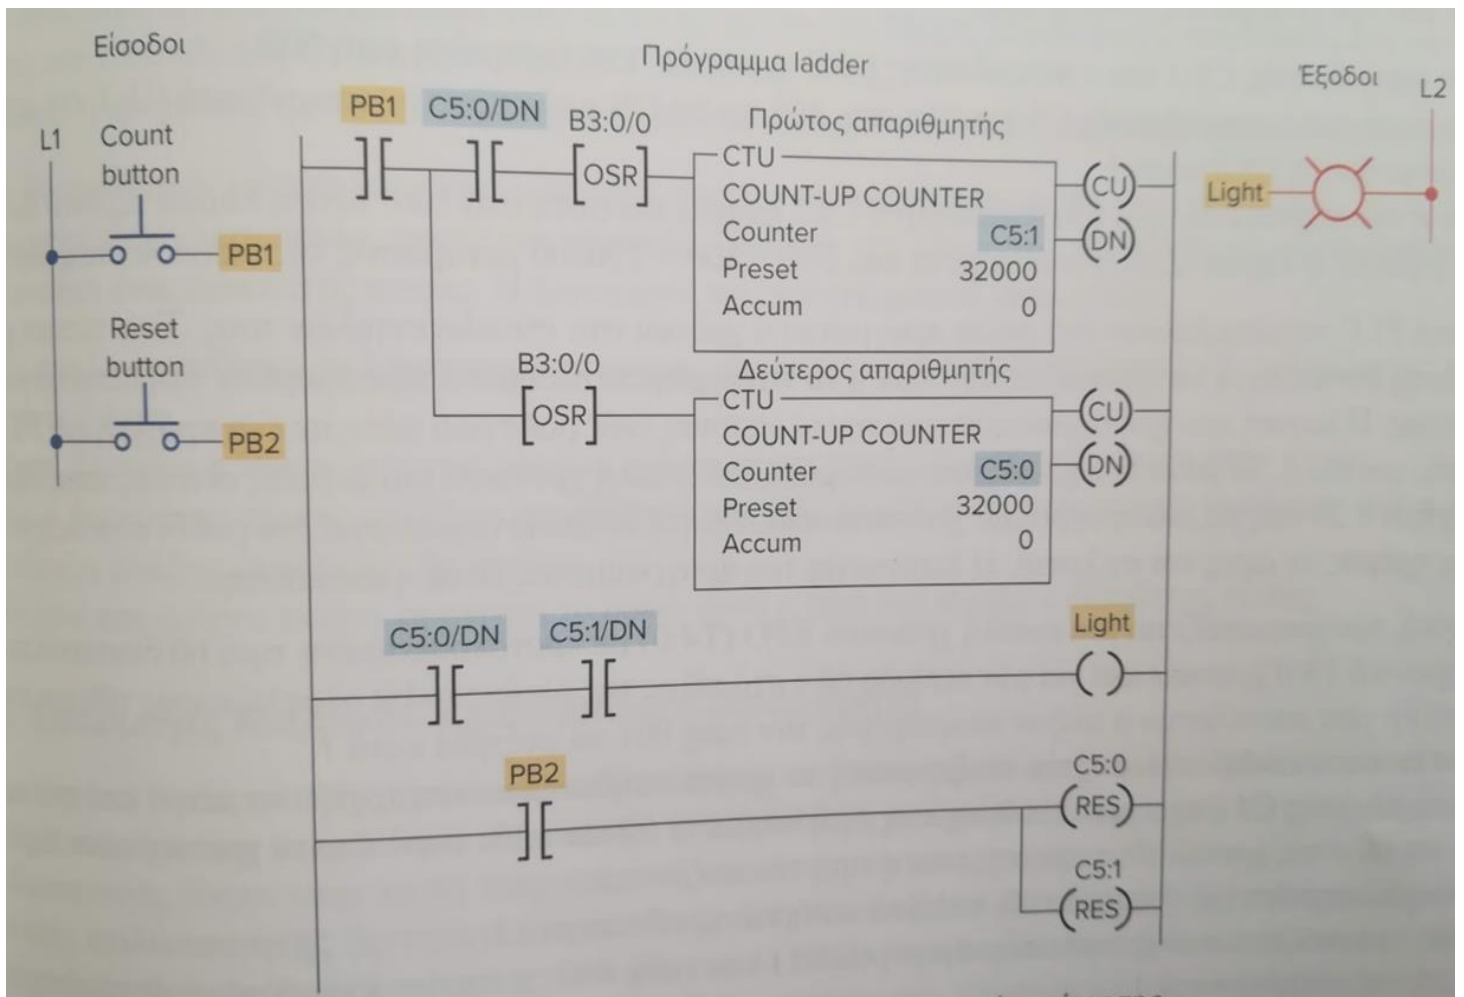 Είσοδοι
Πρόγραμμα ladder
Έξοδοι
L1
Count
button
PB1
Reset
button
PB2
PB1
C5:0/DN
B3:0/0
OSR
Πρώτος απαριθμητής
CTU
COUNT-UP COUNTER
Counter C5:1
Preset 32000
Accum 0
CU
DN
B3:0/0
OSR
Δεύτερος απαριθμητής
CTU
COUNT-UP COUNTER
Counter C5:0
Preset 32000
Accum 0
CU
DN
C5:0/DN
C5:1/DN
Light
PB2
C5:0
RES
C5:1
RES
L2
Light